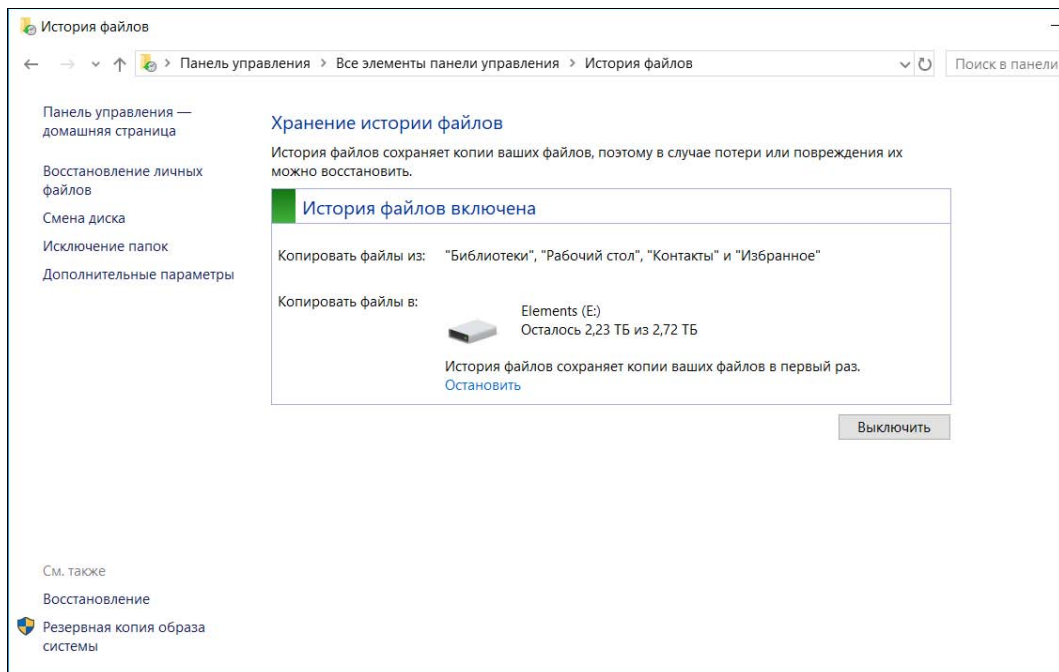 История файлов
Панель управления > Все элементы панели управления > История файлов
Поиск в панели
Панель управления —
домашняя страница
Восстановление личных
файлов
Смена диска
Исключение папок
Дополнительные параметры
Хранение истории файлов
История файлов сохраняет копии ваших файлов, поэтому в случае потери или повреждения их
можно восстановить.
История файлов включена
Копировать файлы из: "Библиотеки", "Рабочий стол", "Контакты" и "Избранное"
Копировать файлы в:
Elements (E:)
Осталось 2,23 ТБ из 2,72 ТБ
История файлов сохраняет копии ваших файлов в первый раз.
Остановить
Выключить
См. также
Восстановление
Резервная копия образа
системы